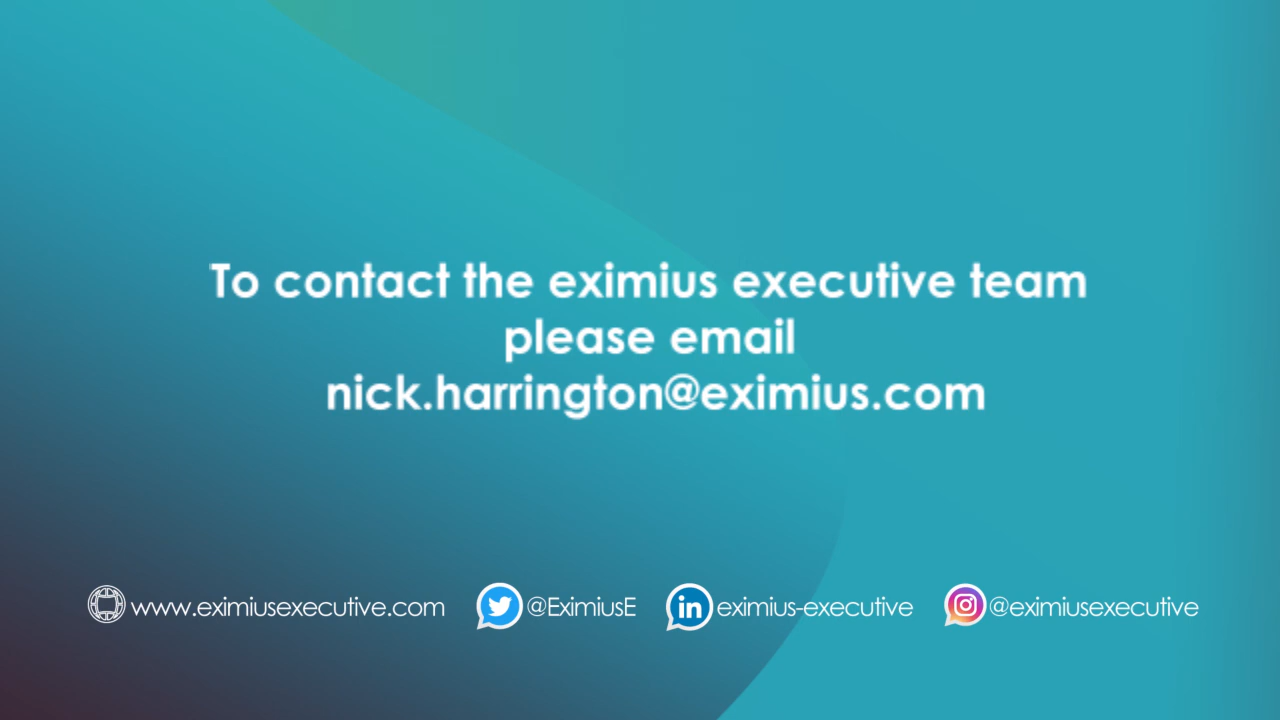 To contact the eximius executive team
please email
nick.harrington@eximius.com
www.eximiusexecutive.com @EximiusE eximius-executive @eximiusexecutive